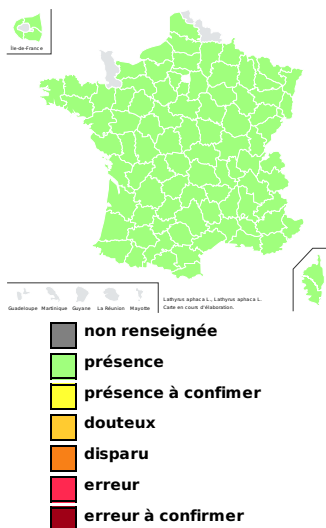 Île-de-France
Guadeloupe Martinique Guyane La Réunion Mayotte
Lathyrus aphaca L., Lathyrus aphaca L.
Carte en cours d'élaboration.
non renseignée
présence
présence à confimer
douteux
disparu
erreur
erreur à confirmer